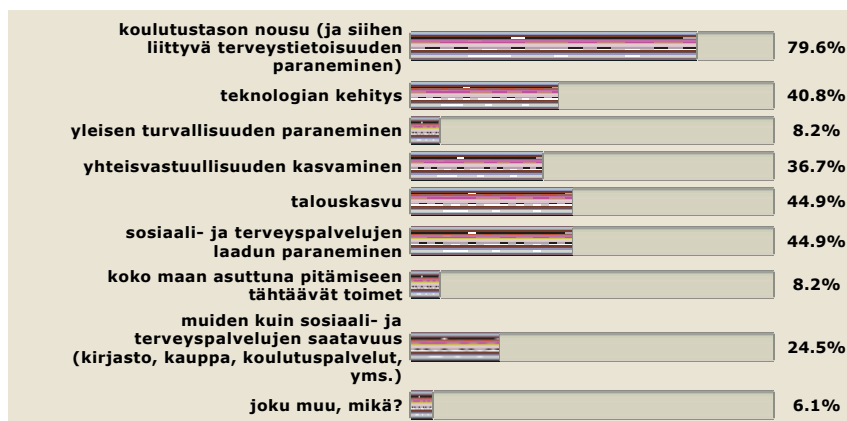 koulutustason nousu (ja siihen
liittyvä terveystietoisuuden
paraneminen)
79.6%
teknologian kehitys
40.8%
yleisen turvallisuuden paraneminen
8.2%
yhteisvastuullisuuden kasvaminen
36.7%
talouskasvu
44.9%
sosiaali- ja terveyspalvelujen
laadun paraneminen
44.9%
koko maan asuttuna pitämiseen
tähtäävät toimet
8.2%
muiden kuin sosiaali- ja
terveyspalvelujen saatavuus
(kirjasto, kauppa, koulutuspalvelut,
yms.)
24.5%
joku muu, mikä?
6.1%